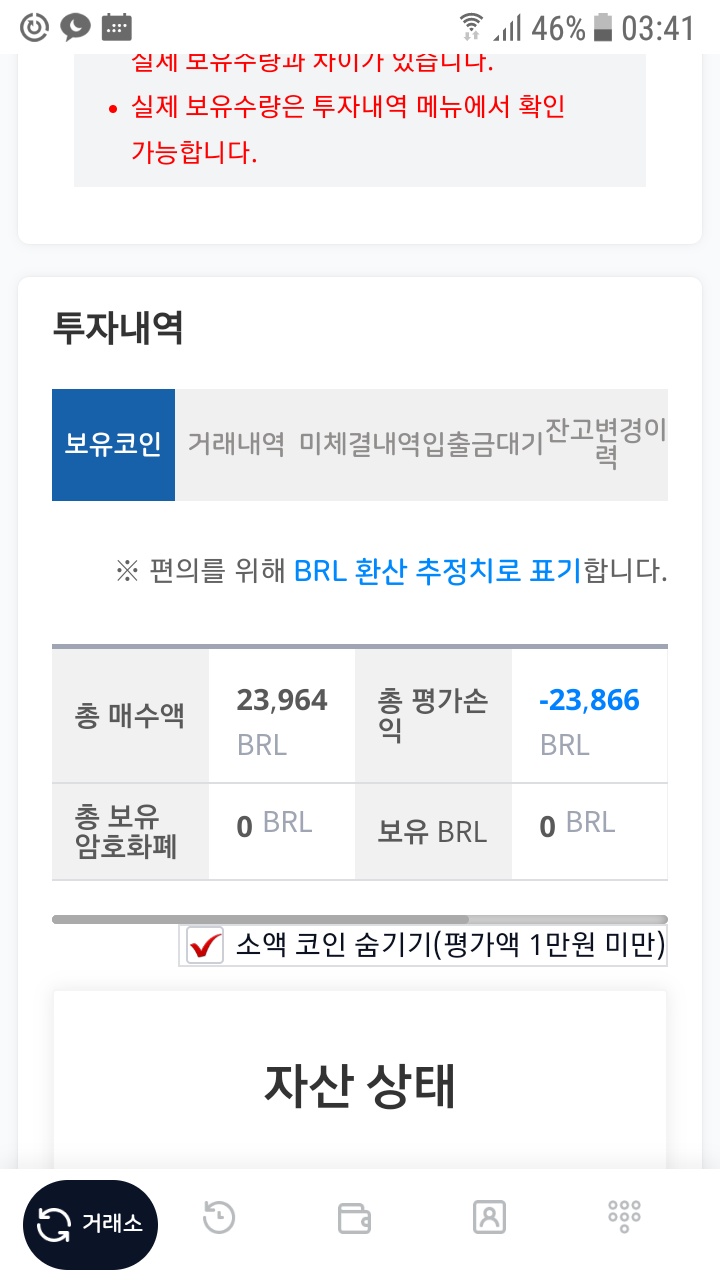 46% 03:41
실제 보유수량과 차이가 있습니다.
• 실제 보유수량은 투자내역 메뉴에서 확인
가능합니다.
투자내역
보유코인 거래내역 미체결내역 입출금대기 잔고변경이
력
※ 편의를 위해 BRL 환산 추정치로 표기합니다.
총 매수액 23,964 BRL 총 평가손
익 -23,866 BRL
총 보유
암호화폐 0 BRL 보유 BRL 0 BRL
소액 코인 숨기기(평가액 1만원 미만)
자산 상태
거래소